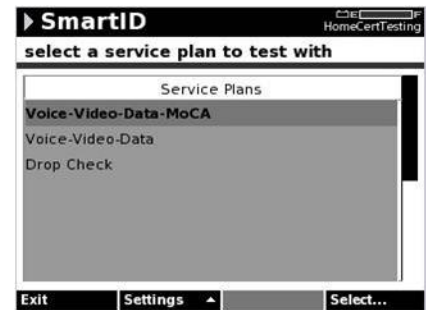 SmartID
E F
HomeCertTesting
select a service plan to test with
Service Plans
Voice-Video-Data-MoCA
Voice-Video-Data
Drop Check
Exit Settings Select...